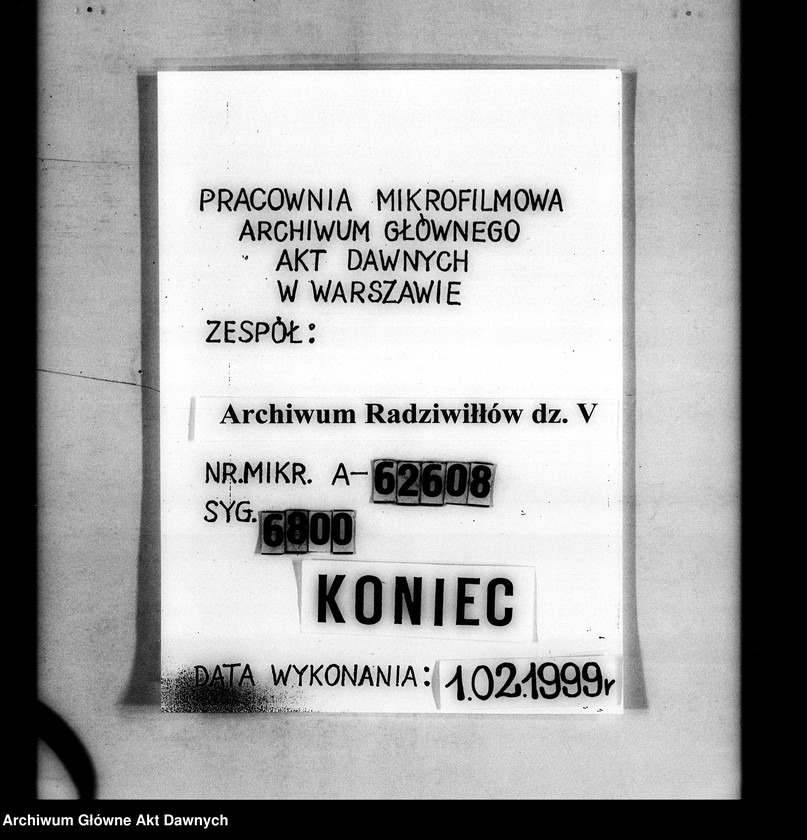 PRACOWNIA MIKROFILMOWA
ARCHIWUM GŁÓWNEGO
AKT DAWNYCH
W WARSZAWIE
ZESPÓŁ:
Archiwum Radziwiłłów dz. V
NR.MIKR. A-62608
SYG. 6800
KONIEC
DATA WYKONANIA: 1.02.1999r
Archiwum Główne Akt Dawnych